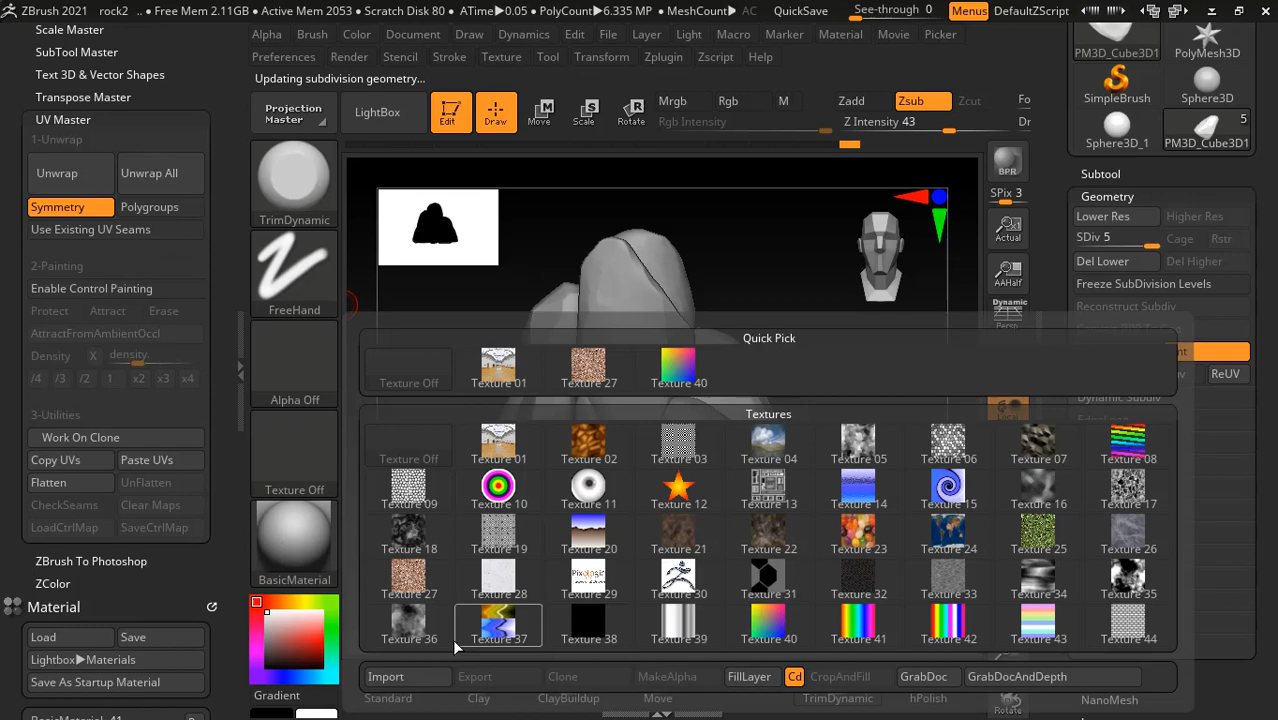 ZBrush 2021 rock2 .. • Free Mem 2.11GB • Active Mem 2053 • Scratch Disk 80 • ATime▶0.05 • PolyCount▶6.335 MP • MeshCount▶3 QuickSave See-through 0 Menus DefaultZScript
Alpha Brush Color Document Draw Dynamics Edit File Layer Light Macro Marker Material Movie Picker
Preferences Render Stencil Stroke Texture Tool Transform Zplugin Zscript Help
Updating subdivision geometry...
Scale Master
SubTool Master
Text 3D & Vector Shapes
Transpose Master
UV Master
1-Unwrap
Unwrap Unwrap All
Symmetry Polygroups
Use Existing UV Seams
2-Painting
Enable Control Painting
Protect Attract Erase
AttractFromAmbientOccl
Density X density.
/4 /3 /2 1 x2 x3 x4
3-Utilities
Work On Clone
Copy UVs Paste UVs
Flatten UnFlatten
CheckSeams Clear Maps
LoadCtrlMap SaveCtrlMap
ZBrush To Photoshop
ZColor
Material
Load Save
Lightbox▶Materials
Save As Startup Material
BasicMaterial 41
Projection
Master
LightBox
Edit Draw Move Scale Rotate
M S R
Mrgb Rgb M
Rgb Intensity
Zadd Zsub Zcut
Z Intensity 43
Fo
Dr
TrimDynamic
FreeHand
Alpha Off
Texture Off
BasicMaterial
Gradient
BPR
SPix 3
Actual
AAHalf
Dynamic
Persp
Quick Pick
Texture Off Texture 01 Texture 27 Texture 40
Textures
Texture Off Texture 01 Texture 02 Texture 03 Texture 04 Texture 05 Texture 06 Texture 07 Texture 08
Texture 09 Texture 10 Texture 11 Texture 12 Texture 13 Texture 14 Texture 15 Texture 16 Texture 17
Texture 18 Texture 19 Texture 20 Texture 21 Texture 22 Texture 23 Texture 24 Texture 25 Texture 26
Texture 27 Texture 28 Texture 29 Texture 30 Texture 31 Texture 32 Texture 33 Texture 34 Texture 35
Texture 36 Texture 37 Texture 38 Texture 39 Texture 40 Texture 41 Texture 42 Texture 43 Texture 44
Import Export Clone MakeAlpha FillLayer Cd CropAndFill GrabDoc GrabDocAndDepth
Standard Clay ClayBuildup Move TrimDynamic hPolish
Rotate
PM3D_Cube3D1 PolyMesh3D
SimpleBrush Sphere3D
5
Sphere3D_1 PM3D_Cube3D1
Subtool
Geometry
Lower Res Higher Res
SDiv 5 Cage Rstr
Del Lower Del Higher
Freeze SubDivision Levels
Reconstruct Subdiv
ReUV
Dynamic Subdiv
NanoMesh